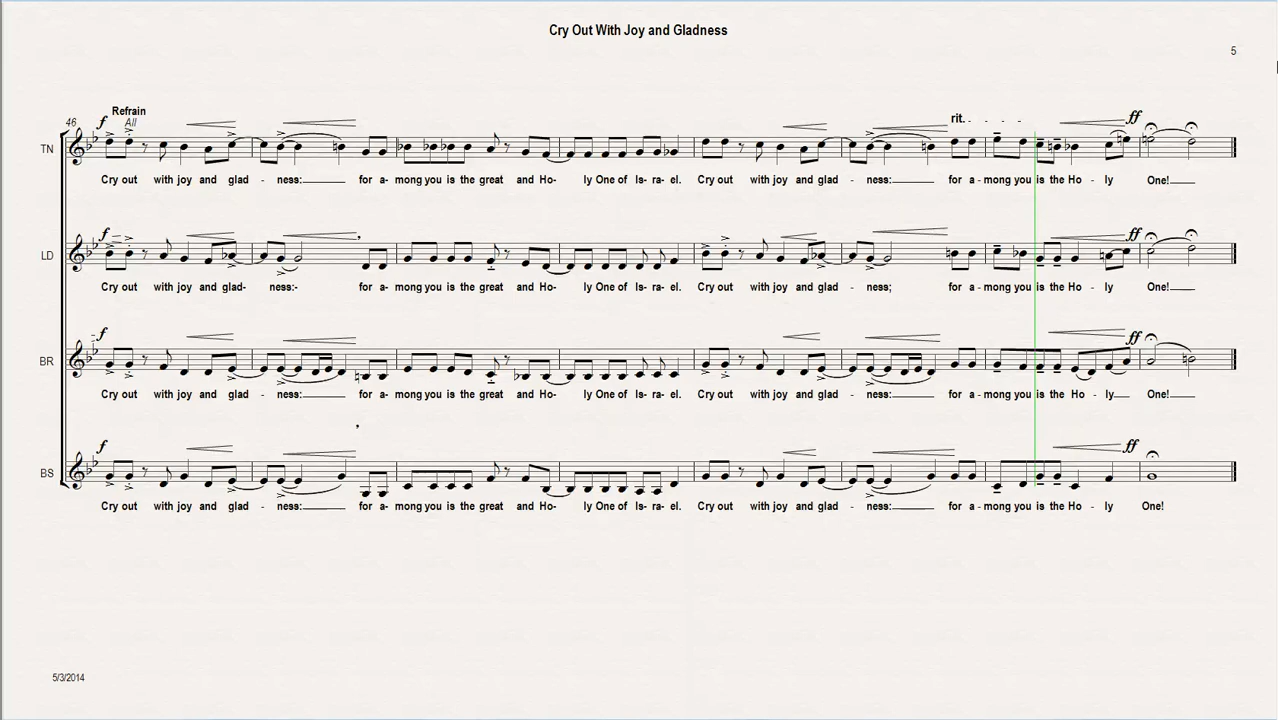 Cry Out With Joy and Gladness
5
Refrain
46 f All rit. ff
TN
Cry out with joy and glad - ness: for a- mong you is the great and Ho- ly One of Is- ra- el. Cry out with joy and glad - ness: for a - mong you is the Ho - ly One!
f ff
LD
Cry out with joy and glad- ness:- for a- mong you is the great and Ho- ly One of Is- ra- el. Cry out with joy and glad - ness; for a - mong you is the Ho - ly One!
f ff
BR
Cry out with joy and glad - ness: for a- mong you is the great and Ho- ly One of Is- ra- el. Cry out with joy and glad - ness: for a - mong you is the Ho - ly One!
f ff
BS
Cry out with joy and glad - ness: for a- mong you is the great and Ho- ly One of Is- ra- el. Cry out with joy and glad - ness: for a - mong you is the Ho - ly One!
5/3/2014